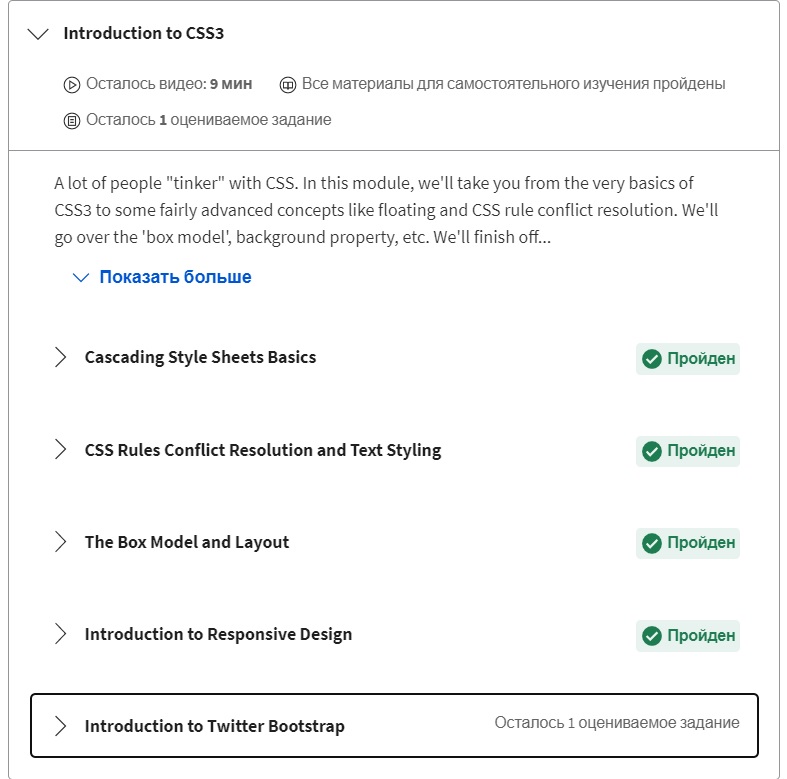 Introduction to CSS3
Осталось видео: 9 мин Все материалы для самостоятельного изучения пройдены
Осталось 1 оцениваемое задание
A lot of people "tinker" with CSS. In this module, we'll take you from the very basics of
CSS3 to some fairly advanced concepts like floating and CSS rule conflict resolution. We'll
go over the 'box model', background property, etc. We'll finish off...
Показать больше
Cascading Style Sheets Basics Пройден
CSS Rules Conflict Resolution and Text Styling Пройден
The Box Model and Layout Пройден
Introduction to Responsive Design Пройден
Introduction to Twitter Bootstrap Осталось 1 оцениваемое задание